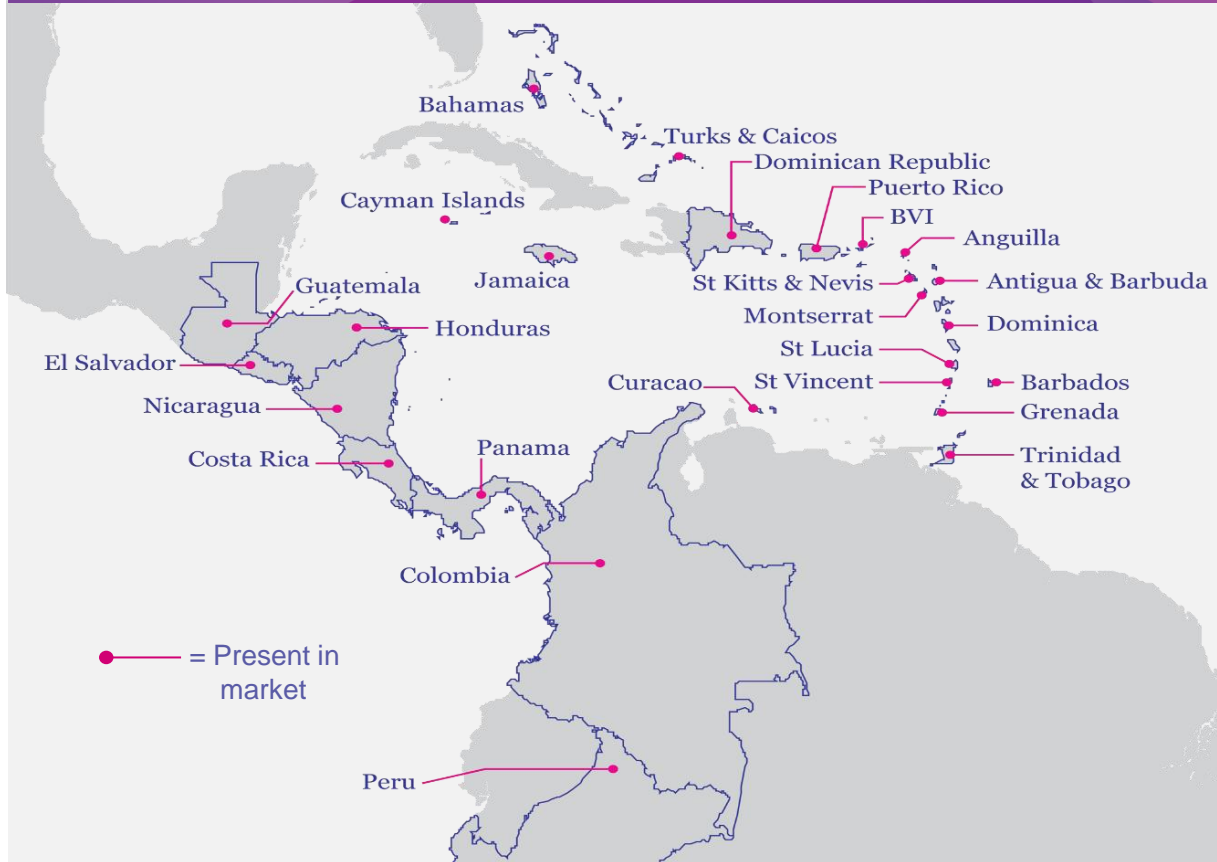 Bahamas
Turks & Caicos
Dominican Republic
Puerto Rico
Cayman Islands
BVI
Anguilla
Jamaica
St Kitts & Nevis
Antigua & Barbuda
Guatemala
Montserrat
Honduras
Dominica
St Lucia
El Salvador
Curacao
St Vincent
Barbados
Nicaragua
Grenada
Panama
Costa Rica
Trinidad
& Tobago
Colombia
= Present in
market
Peru